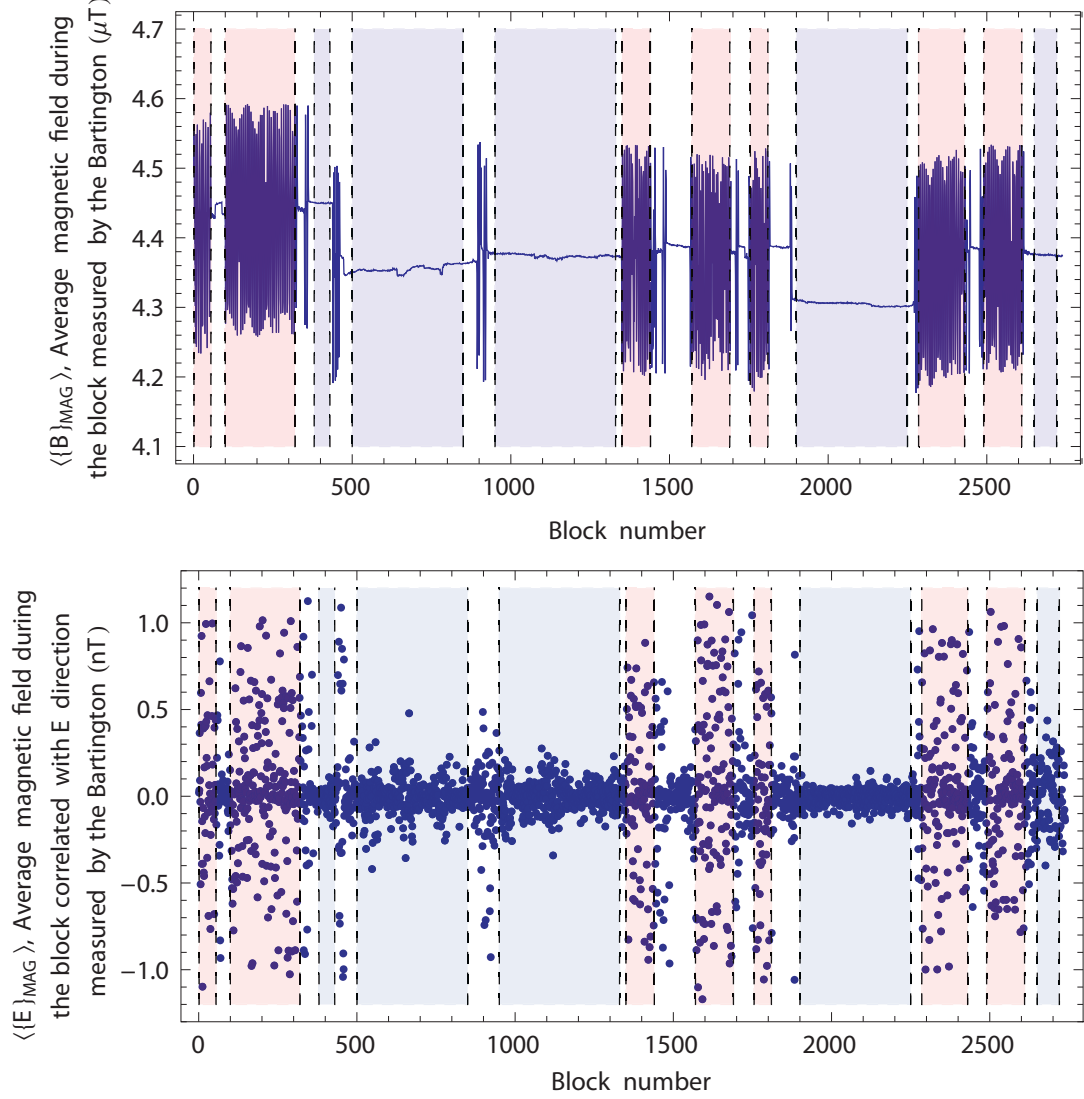 ⟨{B}MAG ⟩, Average magnetic field during
the block measured by the Bartington (μT)
4.7
4.6
4.5
4.4
4.3
4.2
4.1
0 500 1000 1500 2000 2500
Block number
⟨{E}MAG ⟩, Average magnetic field during
the block correlated with E direction
measured by the Bartington (nT)
1.0
0.5
0.0
−0.5
−1.0
0 500 1000 1500 2000 2500
Block number